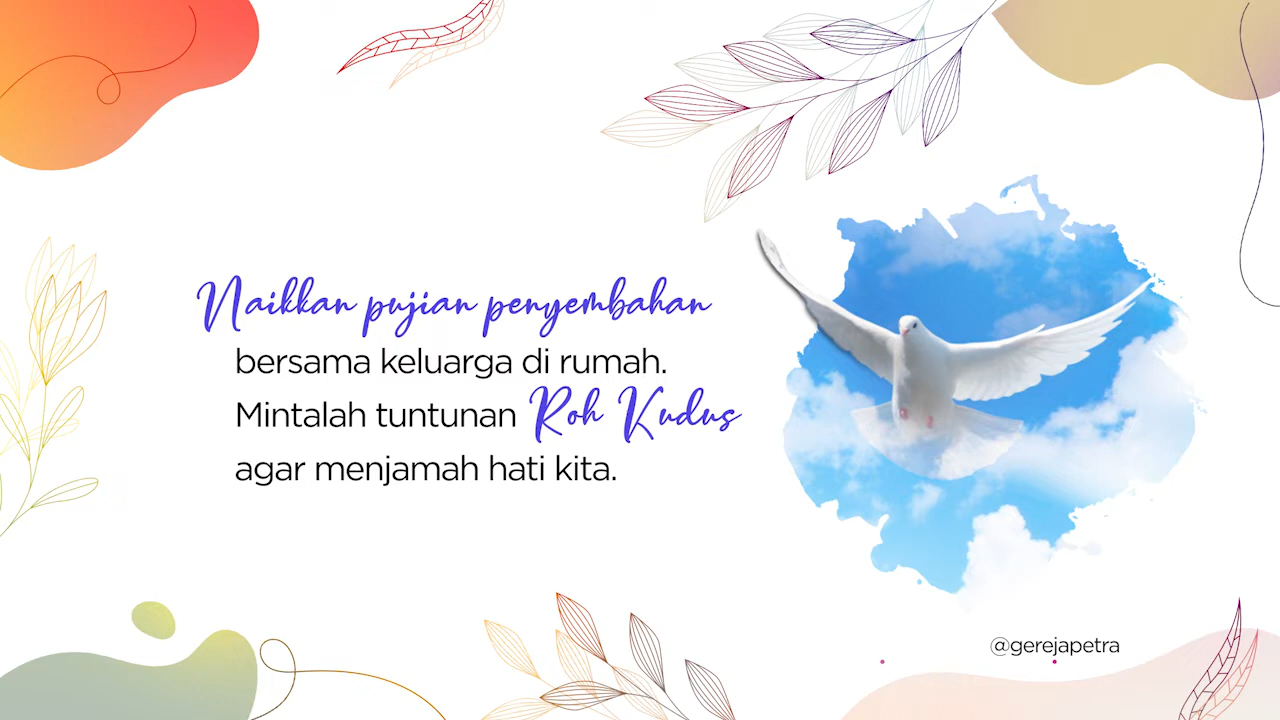 Naikkan pujian penyembahan
bersama keluarga di rumah.
Mintalah tuntunan Roh Kudus
agar menjamah hati kita.
@gerejapetra